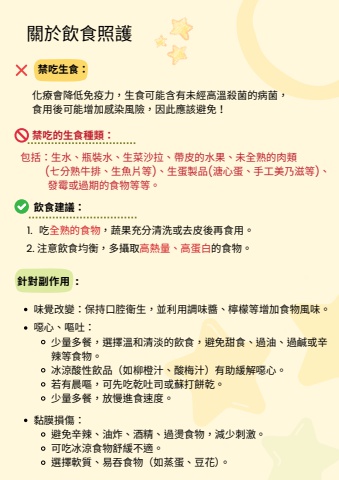 關於飲食照護
禁吃生食：
化療會降低免疫力，生食可能含有未經高溫殺菌的病菌，
食用後可能增加感染風險，因此應該避免！
禁吃的生食種類：
包括：生水、瓶裝水、生菜沙拉、帶皮的水果、未全熟的肉類
(七分熟牛排、生魚片等)、生蛋製品(溏心蛋、手工美乃滋等)、
發霉或過期的食物等等。
飲食建議：
1. 吃全熟的食物，蔬果充分清洗或去皮後再食用。
2. 注意飲食均衡，多攝取高熱量、高蛋白的食物。
針對副作用：
• 味覺改變：保持口腔衛生，並利用調味醬、檸檬等增加食物風味。
• 噁心、嘔吐：
少量多餐，選擇溫和清淡的飲食，避免甜食、過油、過鹹或辛
辣等食物。
冰涼酸性飲品（如柳橙汁、酸梅汁）有助緩解噁心。
若有晨嘔，可先吃乾吐司或蘇打餅乾。
少量多餐，放慢進食速度。
• 黏膜損傷：
避免辛辣、油炸、酒精、過燙食物，減少刺激。
可吃冰涼食物舒緩不適。
選擇軟質、易吞食物（如蒸蛋、豆花）。